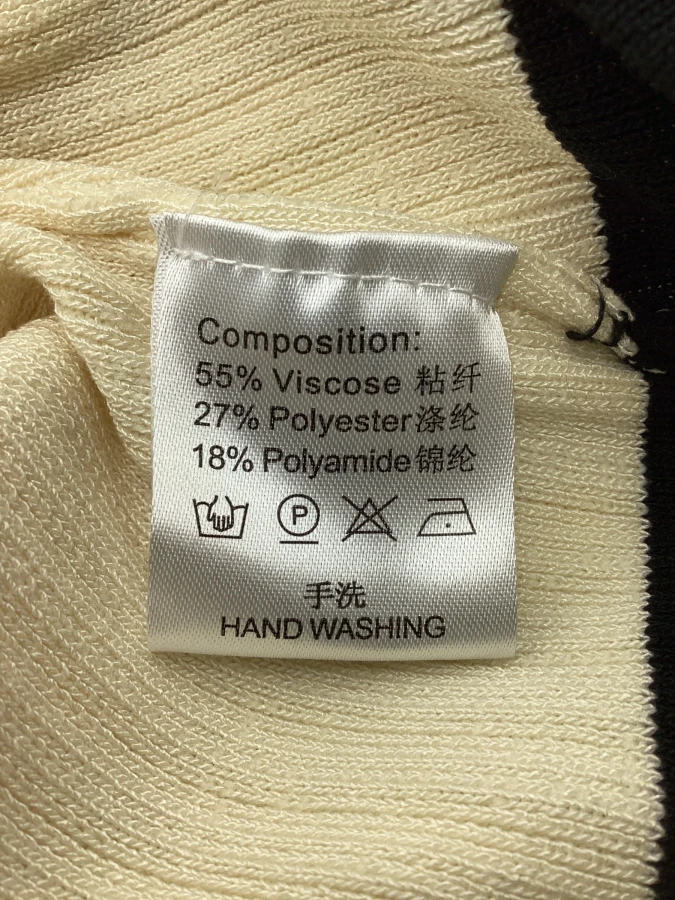 Composition:
55% Viscose 粘纤
27% Polyester涤纶
18% Polyamide锦纶
P
手洗
HAND WASHING